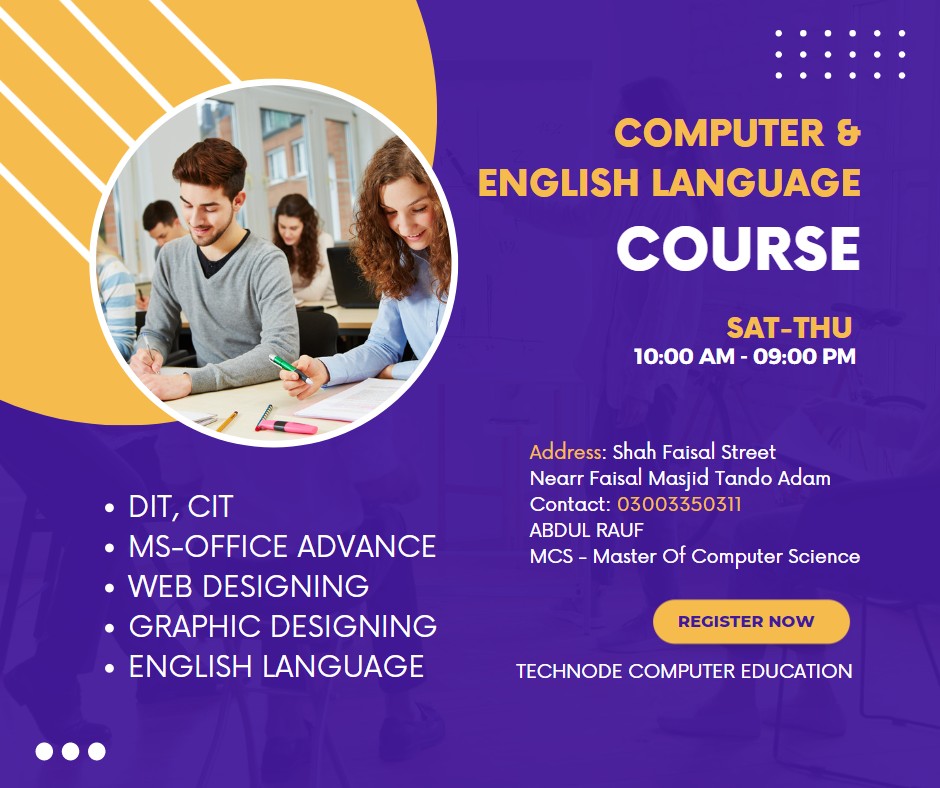 COMPUTER &
ENGLISH LANGUAGE
COURSE
SAT-THU
10:00 AM - 09:00 PM
Address: Shah Faisal Street
Nearr Faisal Masjid Tando Adam
Contact: 03003350311
ABDUL RAUF
MCS - Master Of Computer Science
REGISTER NOW
TECHNODE COMPUTER EDUCATION
• DIT, CIT
• MS-OFFICE ADVANCE
• WEB DESIGNING
• GRAPHIC DESIGNING
• ENGLISH LANGUAGE